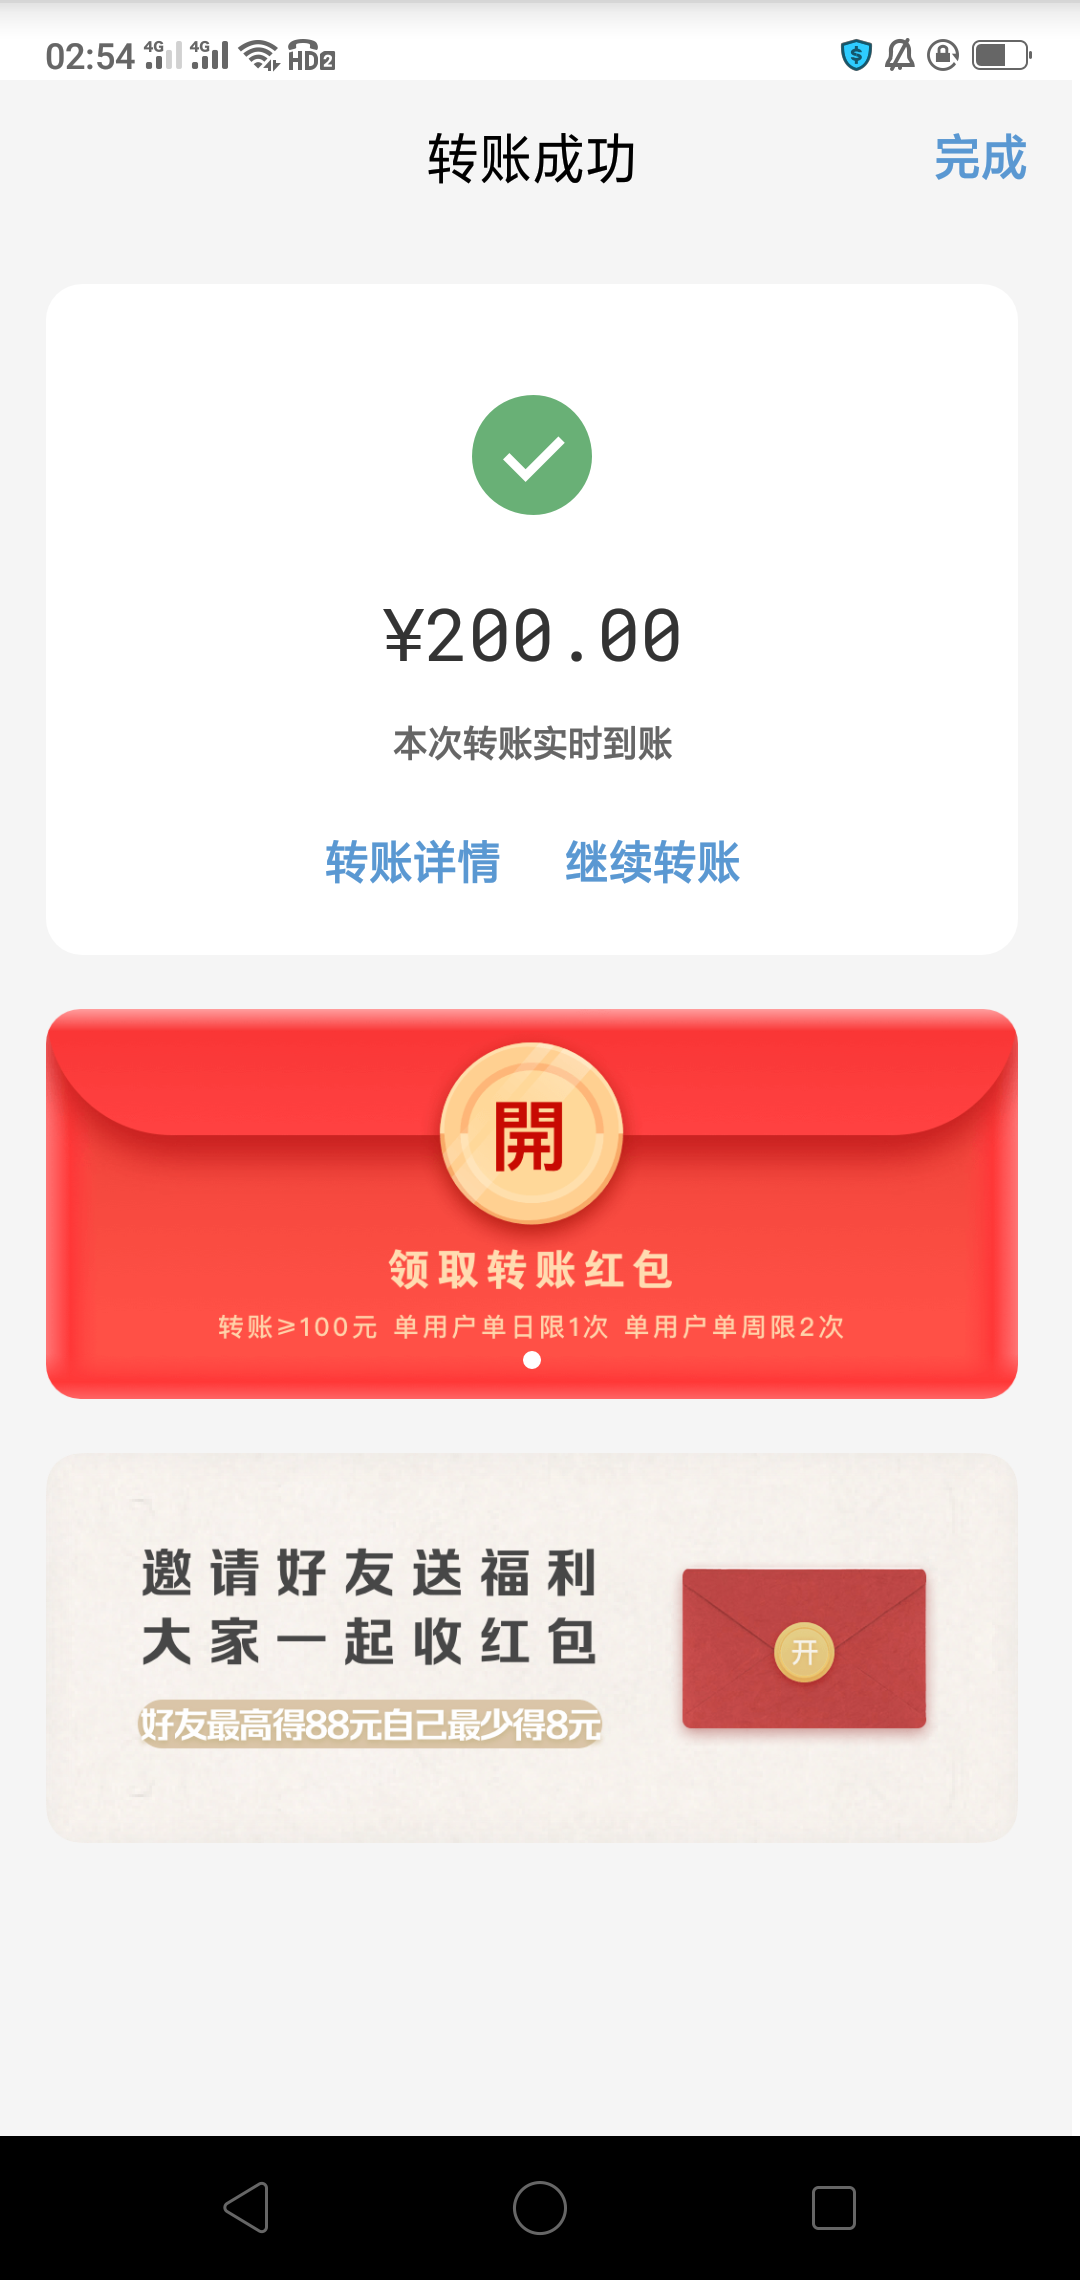 02:54 4G 4G HD2
转账成功 完成
¥200.00
本次转账实时到账
转账详情 继续转账
開
领取转账红包
转账≥100元 单用户单日限1次 单用户单周限2次
邀请好友送福利
大家一起收红包
开
好友最高得88元自己最少得8元